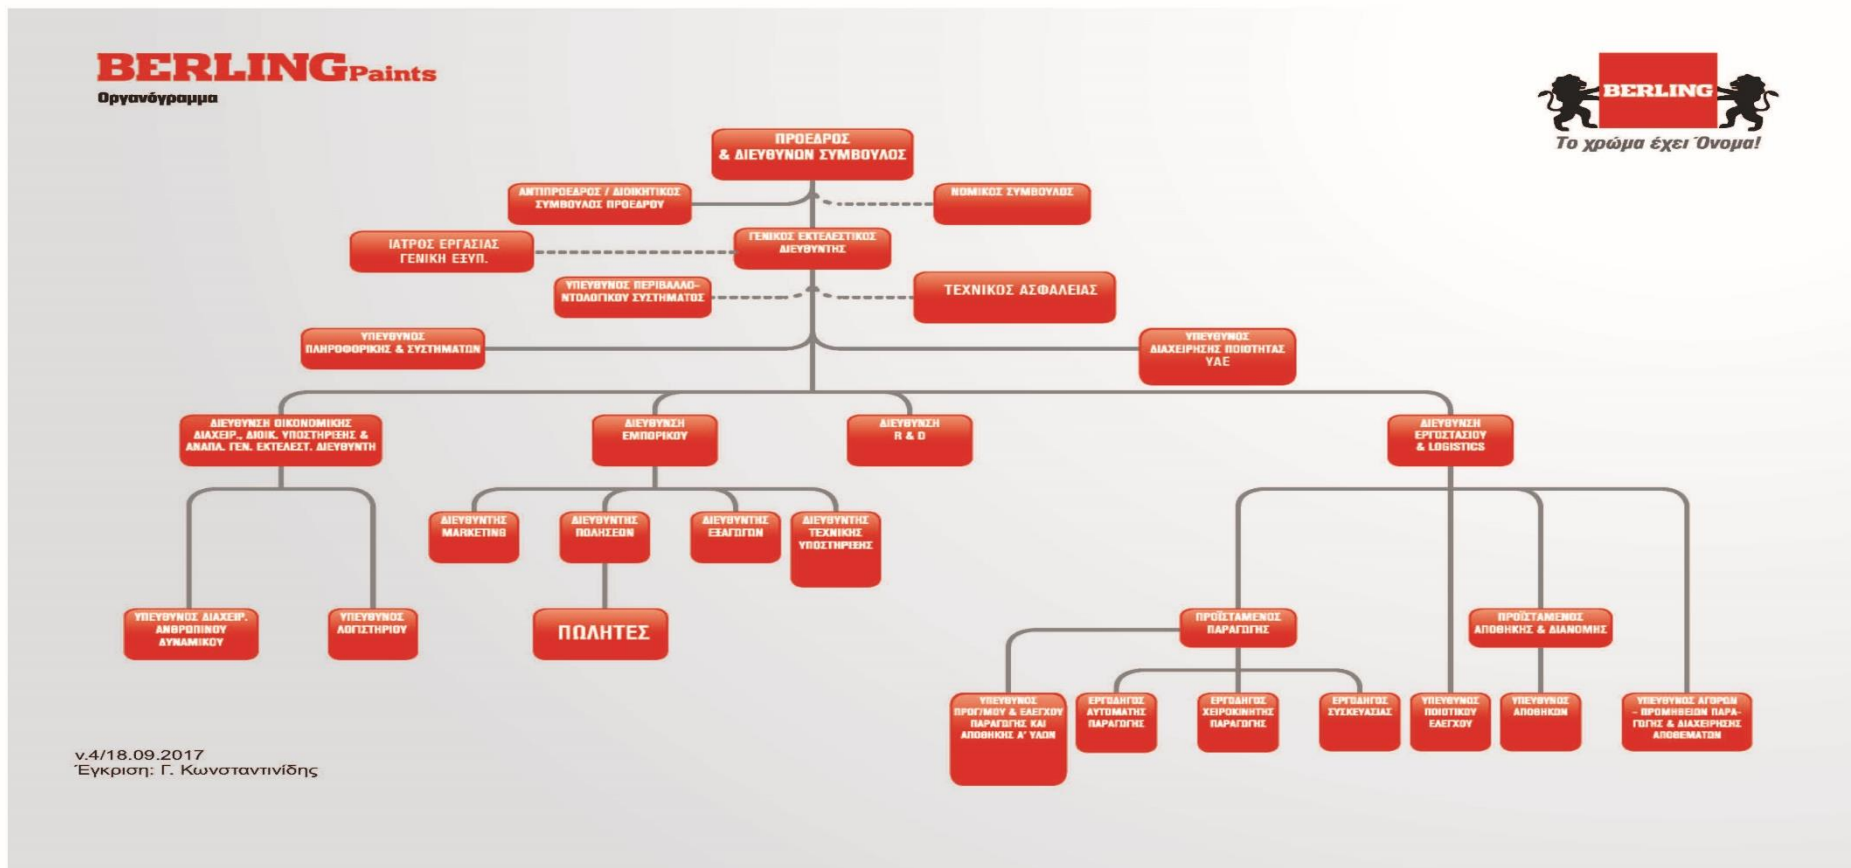 BERLING Paints
Οργανόγραμμα
BERLING
Το χρώμα έχει Όνομα!
ΠΡΟΕΔΡΟΣ
& ΔΙΕΥΘΥΝΩΝ ΣΥΜΒΟΥΛΟΣ
ΑΝΤΙΠΡΟΕΔΡΟΣ / ΔΙΟΙΚΗΤΙΚΟΣ
ΣΥΜΒΟΥΛΟΣ ΠΡΟΕΔΡΟΥ
ΝΟΜΙΚΟΣ ΣΥΜΒΟΥΛΟΣ
ΙΑΤΡΟΣ ΕΡΓΑΣΙΑΣ
ΓΕΝΙΚΗ ΕΞΥΠ.
ΓΕΝΙΚΟΣ ΕΚΤΕΛΕΣΤΙΚΟΣ
ΔΙΕΥΘΥΝΤΗΣ
ΥΠΕΥΘΥΝΟΣ ΠΕΡΙΒΑΛΛΟ-
ΝΤΟΛΟΓΙΚΟΥ ΣΥΣΤΗΜΑΤΟΣ
ΤΕΧΝΙΚΟΣ ΑΣΦΑΛΕΙΑΣ
ΥΠΕΥΘΥΝΟΣ
ΠΛΗΡΟΦΟΡΙΚΗΣ & ΣΥΣΤΗΜΑΤΩΝ
ΥΠΕΥΘΥΝΟΣ
ΔΙΑΧΕΙΡΗΣΗΣ ΠΟΙΟΤΗΤΑΣ
ΥΑΕ
ΔΙΕΥΘΥΝΣΗ ΟΙΚΟΝΟΜΙΚΗΣ
ΔΙΑΧΕΙΡ., ΔΙΟΙΚ. ΥΠΟΣΤΗΡΙΞΗΣ &
ΑΝΑΠΛ. ΓΕΝ. ΕΚΤΕΛΕΣΤ. ΔΙΕΥΘΥΝΤΗ
ΔΙΕΥΘΥΝΣΗ
ΕΜΠΟΡΙΚΟΥ
ΔΙΕΥΘΥΝΣΗ
R & D
ΔΙΕΥΘΥΝΣΗ
ΕΡΓΟΣΤΑΣΙΟΥ
& LOGISTICS
ΔΙΕΥΘΥΝΤΗΣ
MARKETING
ΔΙΕΥΘΥΝΤΗΣ
ΠΩΛΗΣΕΩΝ
ΔΙΕΥΘΥΝΤΗΣ
ΕΞΑΓΩΓΩΝ
ΔΙΕΥΘΥΝΤΗΣ
ΤΕΧΝΙΚΗΣ
ΥΠΟΣΤΗΡΙΞΗΣ
ΥΠΕΥΘΥΝΟΣ ΔΙΑΧΕΙΡ.
ΑΝΘΡΩΠΙΝΟΥ
ΔΥΝΑΜΙΚΟΥ
ΥΠΕΥΘΥΝΟΣ
ΛΟΓΙΣΤΗΡΙΟΥ
ΠΩΛΗΤΕΣ
ΠΡΟΪΣΤΑΜΕΝΟΣ
ΠΑΡΑΓΩΓΗΣ
ΠΡΟΪΣΤΑΜΕΝΟΣ
ΑΠΟΘΗΚΗΣ & ΔΙΑΝΟΜΗΣ
ΥΠΕΥΘΥΝΟΣ
ΠΡΟΓ/ΜΟΥ & ΕΛΕΓΧΟΥ
ΠΑΡΑΓΩΓΗΣ ΚΑΙ
ΑΠΟΘΗΚΗΣ Α' ΥΛΩΝ
ΕΡΓΟΔΗΓΟΣ
ΑΥΤΟΜΑΤΗΣ
ΠΑΡΑΓΩΓΗΣ
ΕΡΓΟΔΗΓΟΣ
ΧΕΙΡΟΚΙΝΗΤΗΣ
ΠΑΡΑΓΩΓΗΣ
ΕΡΓΟΔΗΓΟΣ
ΣΥΣΚΕΥΑΣΙΑΣ
ΥΠΕΥΘΥΝΟΣ
ΠΟΙΟΤΙΚΟΥ
ΕΛΕΓΧΟΥ
ΥΠΕΥΘΥΝΟΣ
ΑΠΟΘΗΚΩΝ
ΥΠΕΥΘΥΝΟΣ ΑΓΟΡΩΝ
– ΠΡΟΜΗΘΕΙΩΝ ΠΑΡΑ-
ΓΩΓΗΣ & ΔΙΑΧΕΙΡΗΣΗΣ
ΑΠΟΘΕΜΑΤΩΝ
v.4/18.09.2017
Έγκριση: Γ. Κωνσταντινίδης